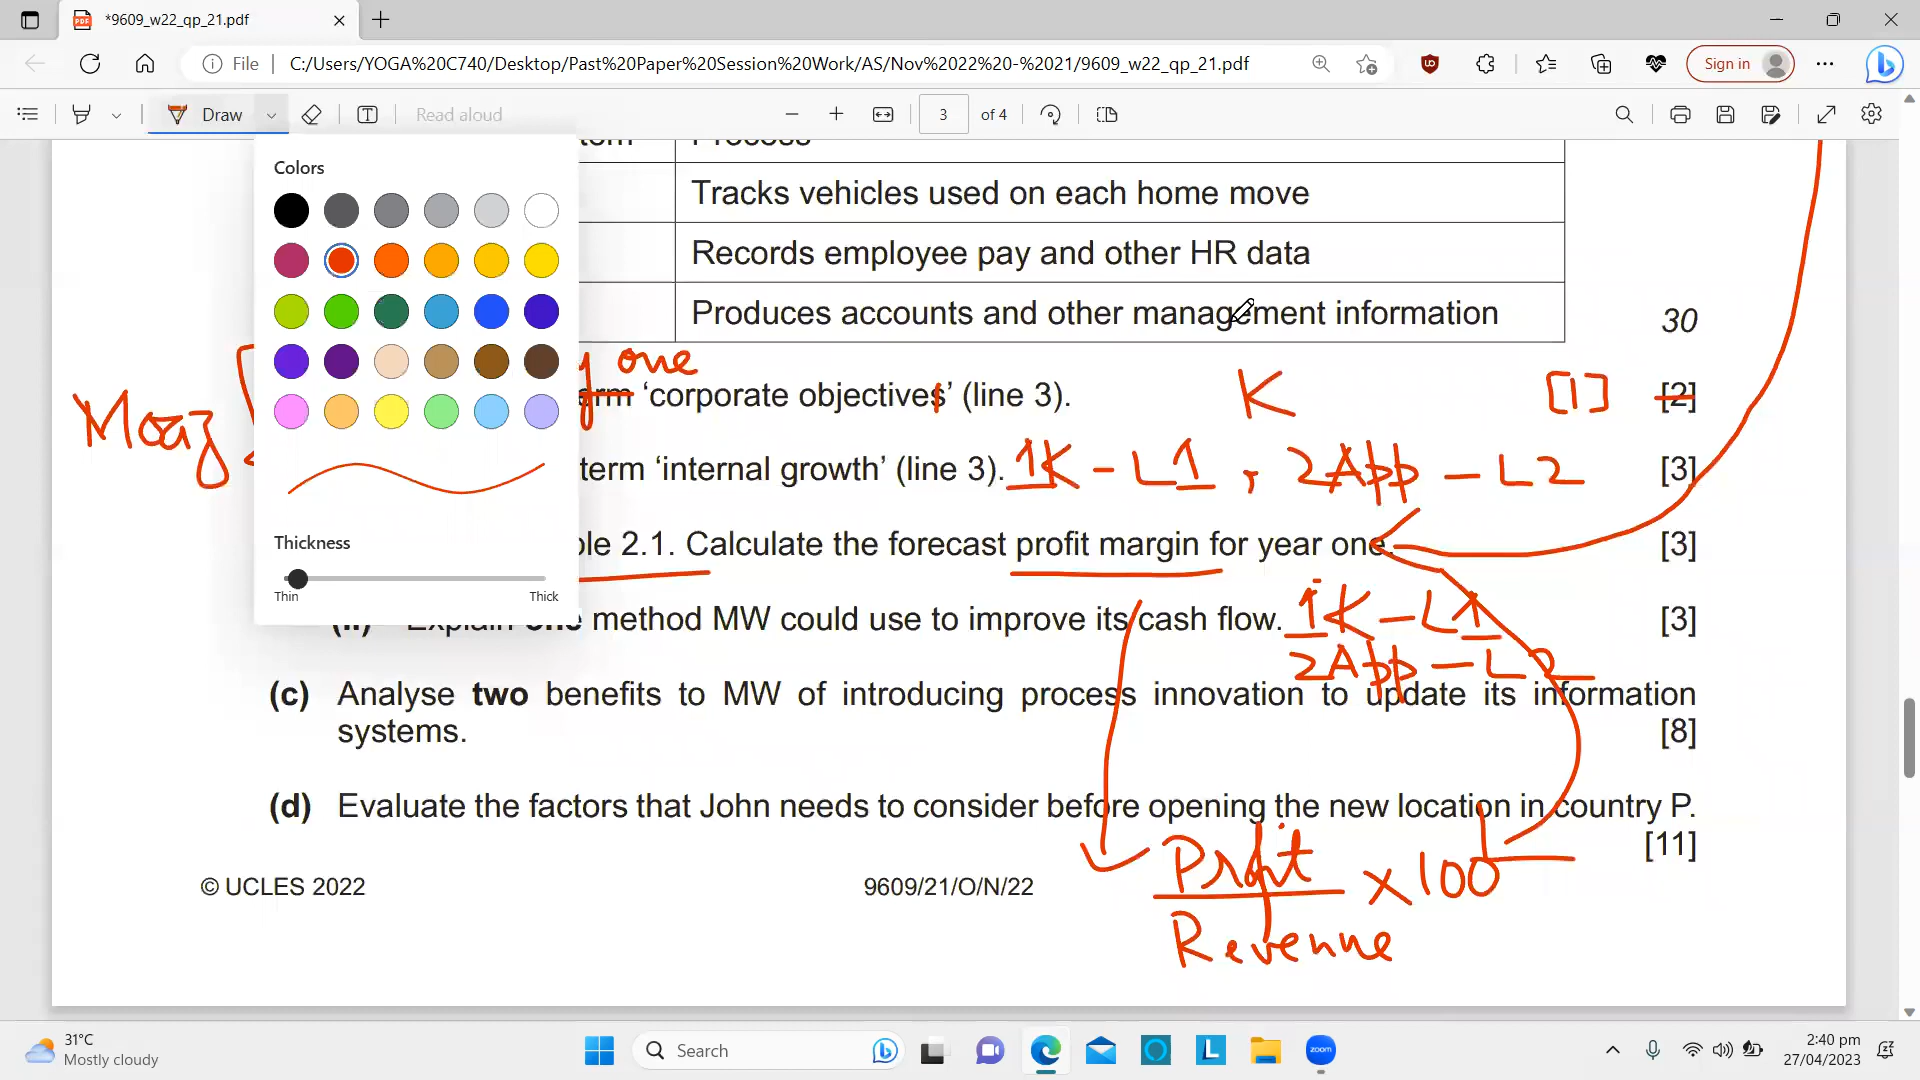 *9609_w22_qp_21.pdf
File
C:/Users/YOGA%20C740/Desktop/Past%20Paper%20Session%20Work/AS/Nov%2022%20-%2021/9609_w22_qp_21.pdf
Sign in
Draw
Read aloud
3 of 4
Colors
Process
Tracks vehicles used on each home move
Records employee pay and other HR data
Produces accounts and other management information
30
one
Moaz
‘corporate objectives’ (line 3). K [1] [2]
term ‘internal growth’ (line 3). 1K - L1, 2App - L2 [3]
ble 2.1. Calculate the forecast profit margin for year one. [3]
Thickness
Thin Thick
Explain one method MW could use to improve its cash flow. 1K - L1 [3]
2App - L2
(c) Analyse two benefits to MW of introducing process innovation to update its information
systems. [8]
(d) Evaluate the factors that John needs to consider before opening the new location in country P.
[11]
Profit
x 100
Revenue
© UCLES 2022 9609/21/O/N/22
31°C
Mostly cloudy
Search
zoom
2:40 pm
27/04/2023